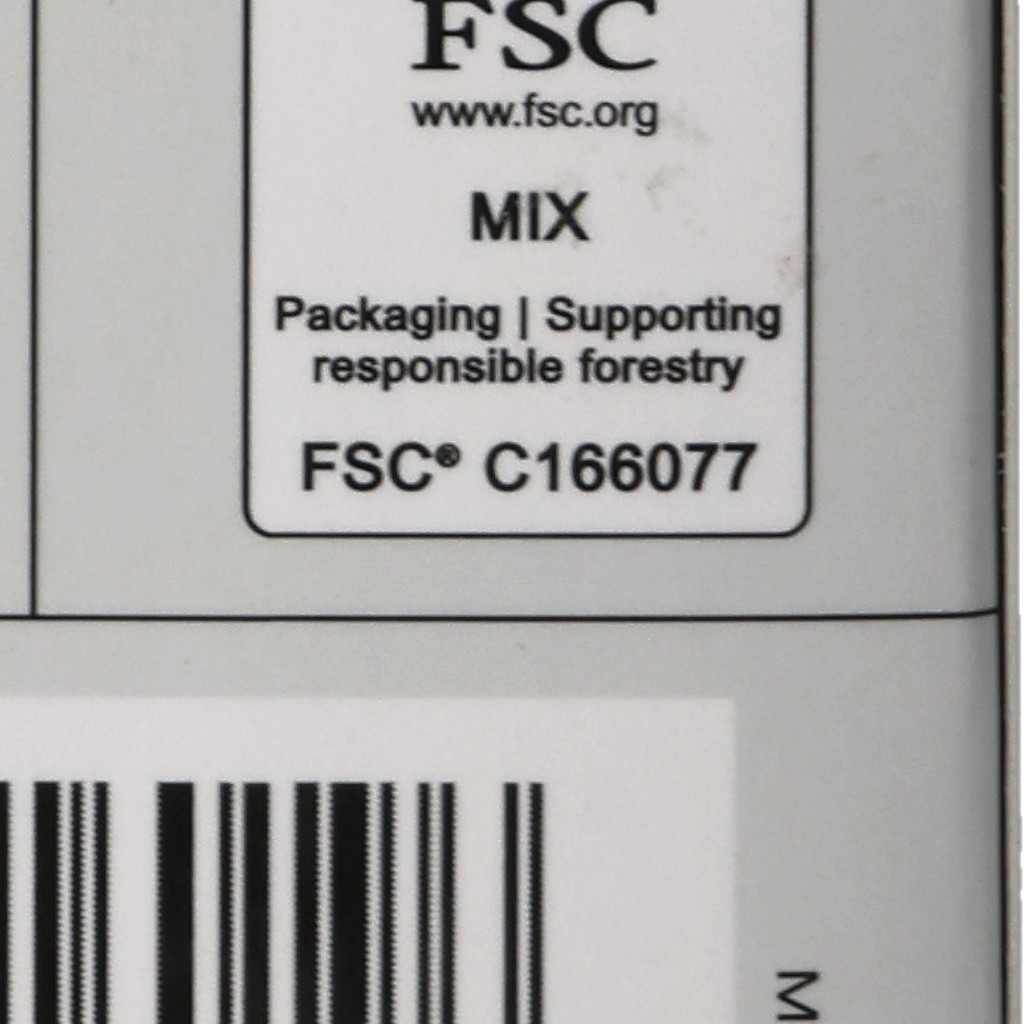 FSC
www.fsc.org
MIX
Packaging | Supporting
responsible forestry
FSC® C166077
M